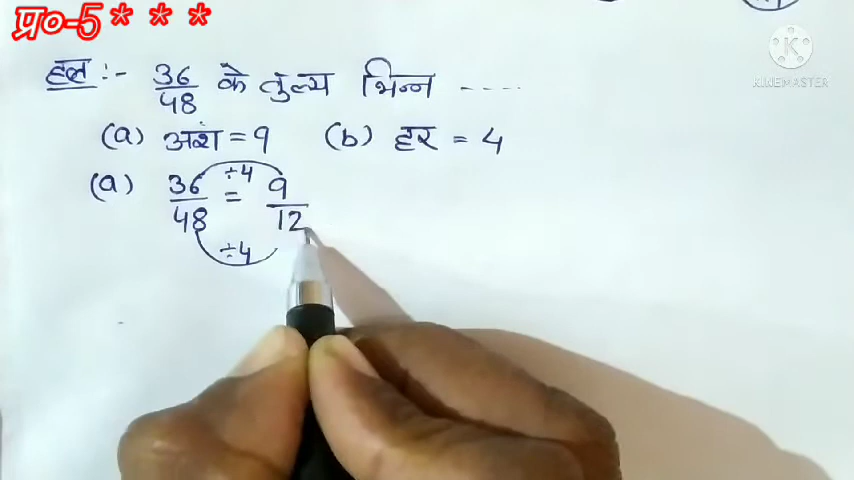 प्र०-5***
KINEMASTER
हल :- 36/48 के तुल्य भिन्न ----
(a) अंश = 9 (b) हर = 4
(a) 36/48 = 9/12
÷4
÷4